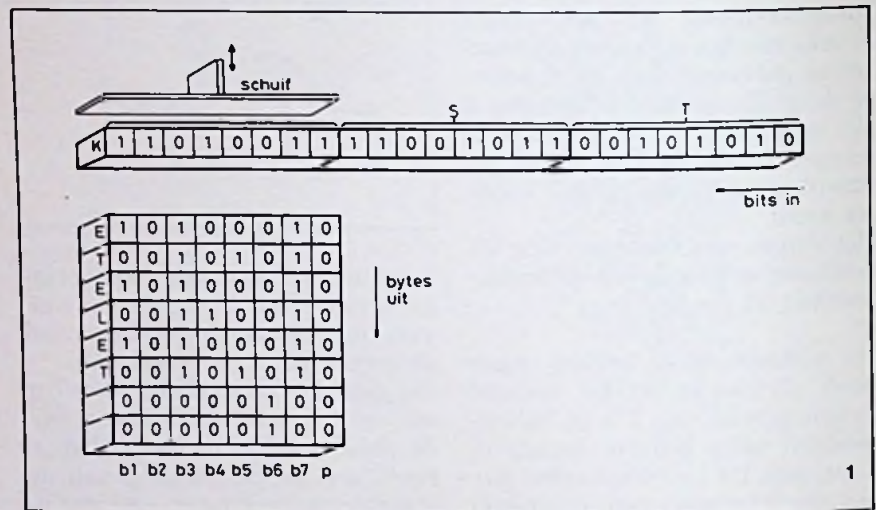 schuif
S T
K 1 1 0 1 0 0 1 1 1 1 0 0 1 0 1 1 0 0 1 0 1 0 1 0
bits in
E 1 0 1 0 0 0 1 0
T 0 0 1 0 1 0 1 0
E 1 0 1 0 0 0 1 0
L 0 0 1 1 0 0 1 0
E 1 0 1 0 0 0 1 0
T 0 0 1 0 1 0 1 0
0 0 0 0 0 1 0 0
0 0 0 0 0 1 0 0
bytes
uit
b1 b2 b3 b4 b5 b6 b7 p
1